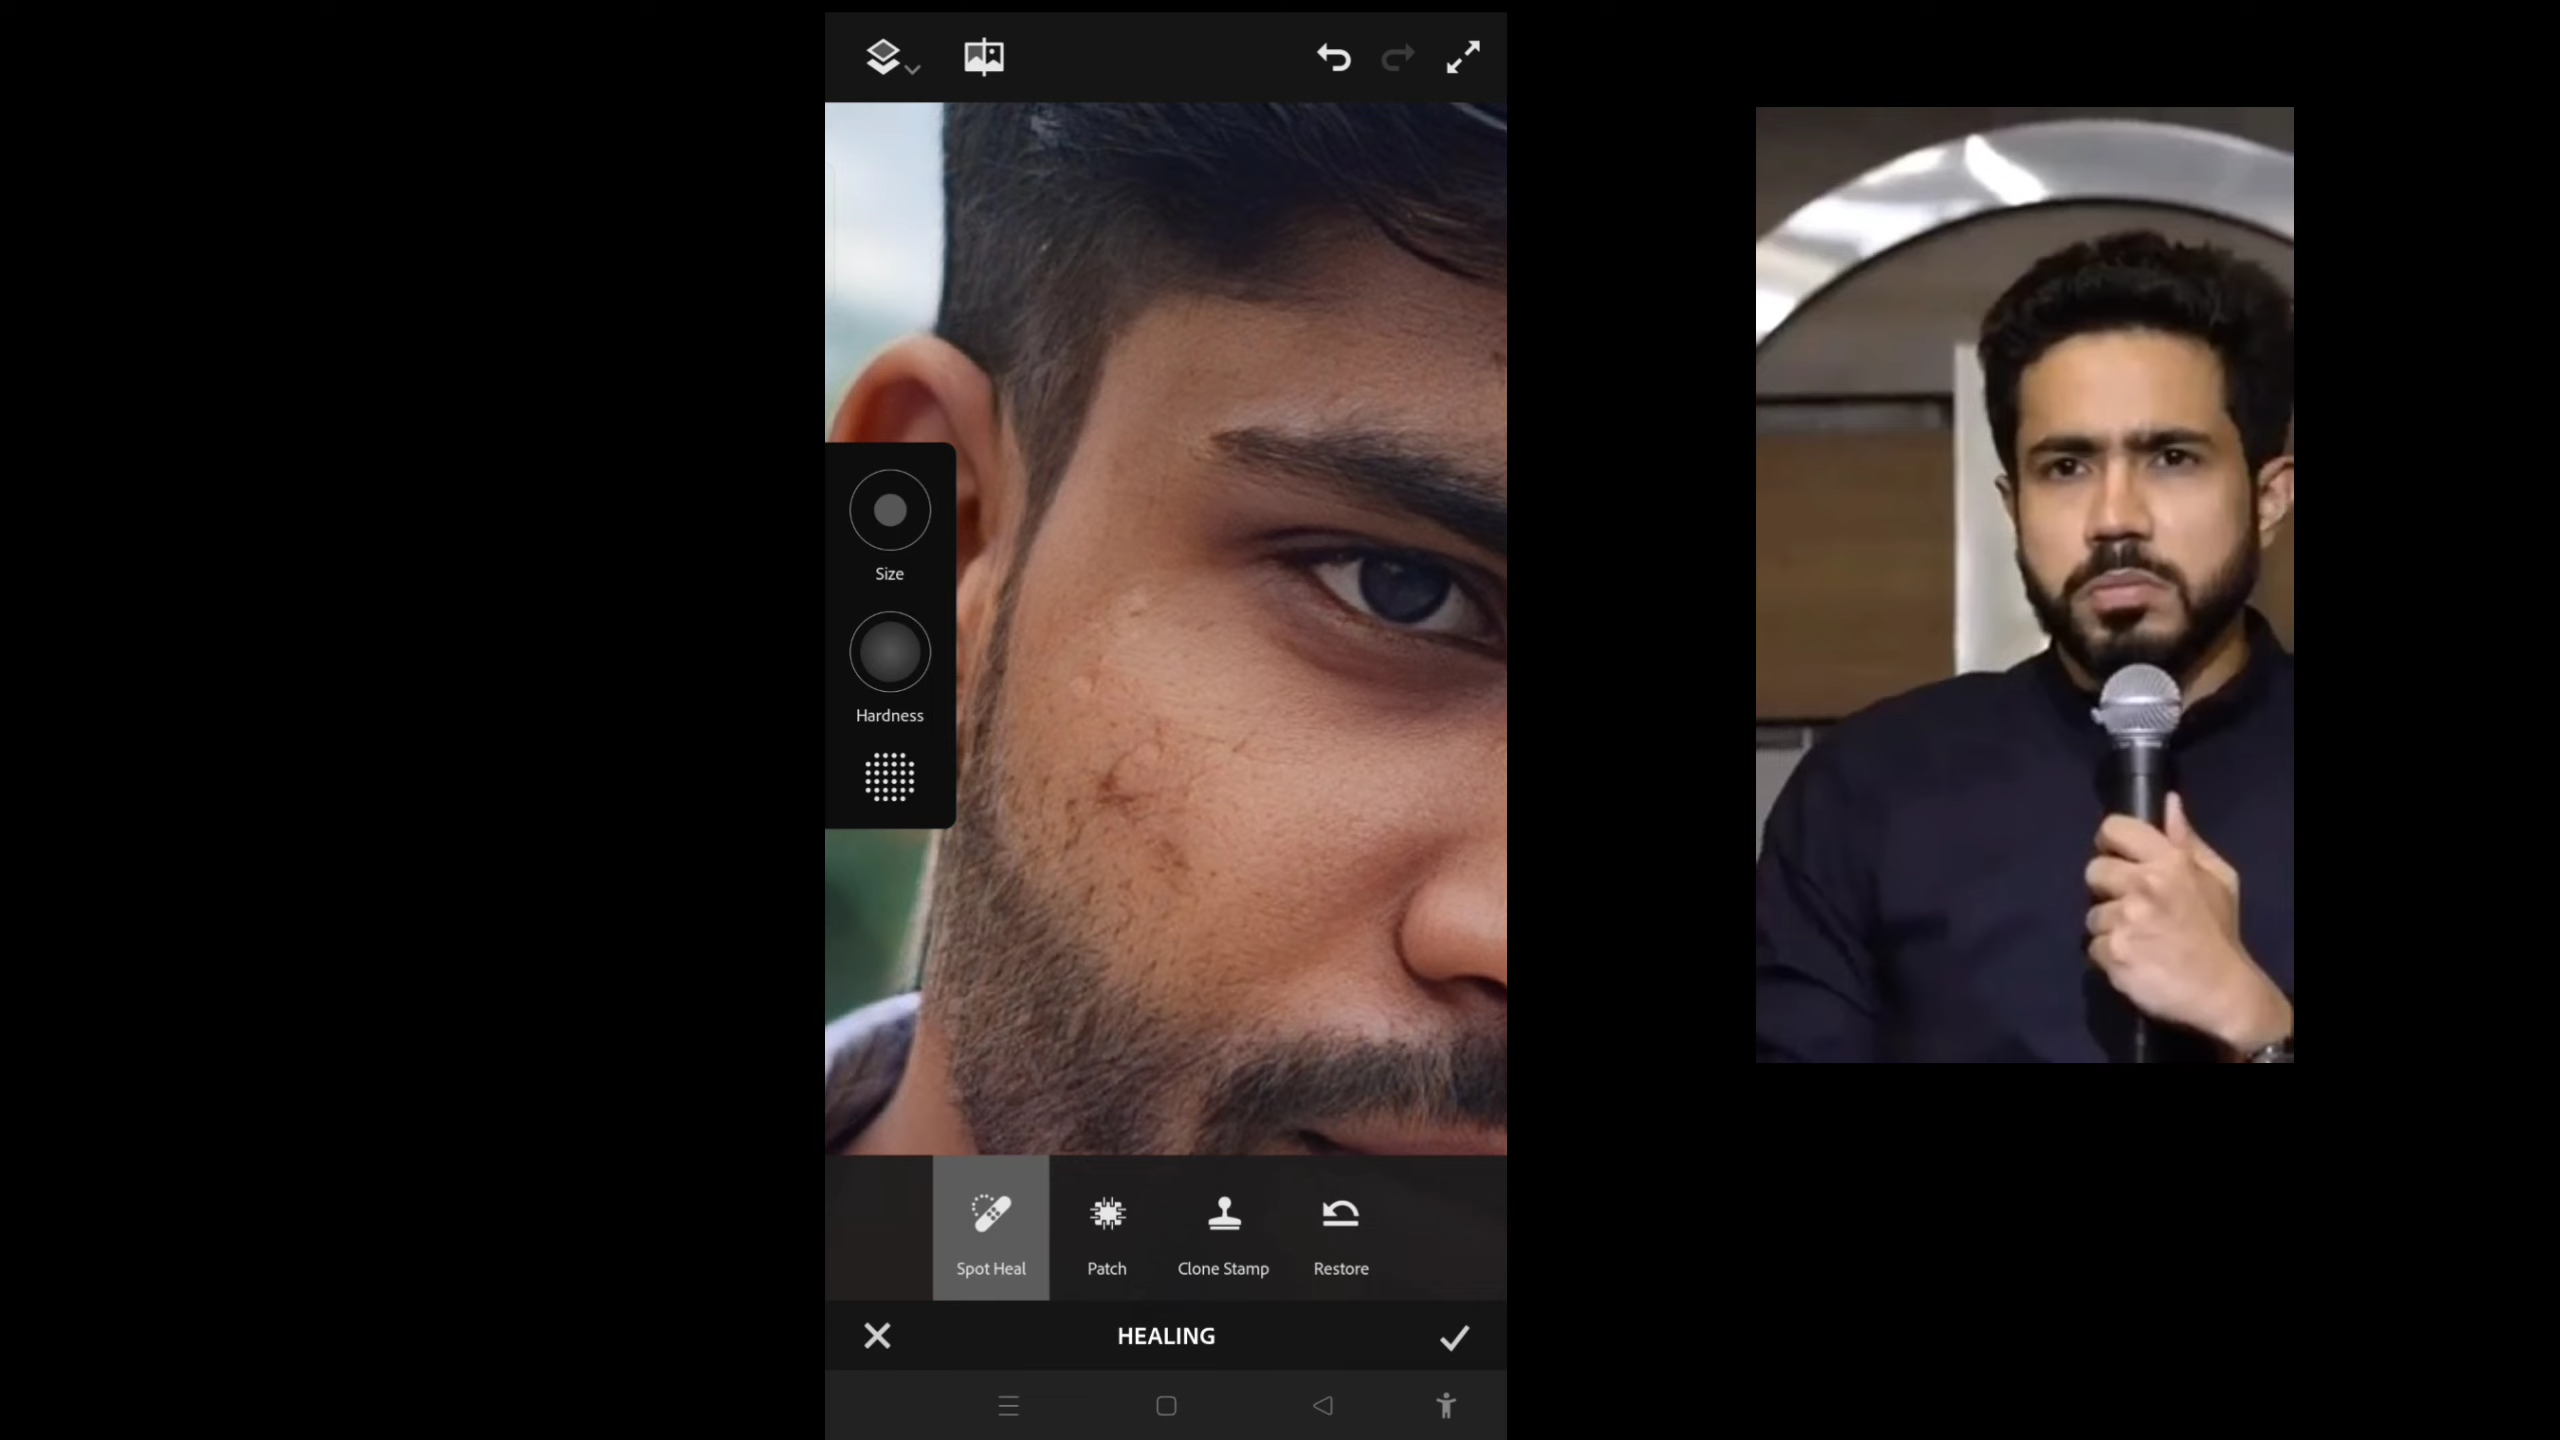 Size
Hardness
Spot Heal
Patch
Clone Stamp
Restore
HEALING